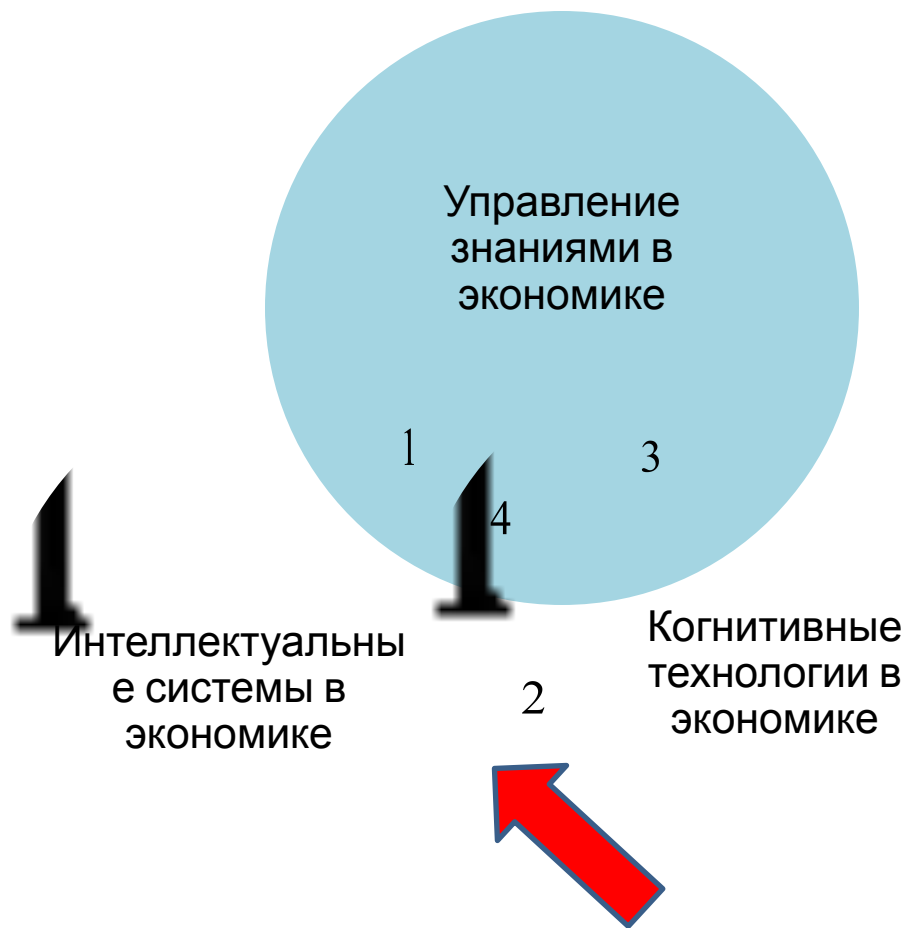 Управление
знаниями в
экономике
1
3
4
Интеллектуальны
е системы в
экономике
2
Когнитивные
технологии в
экономике